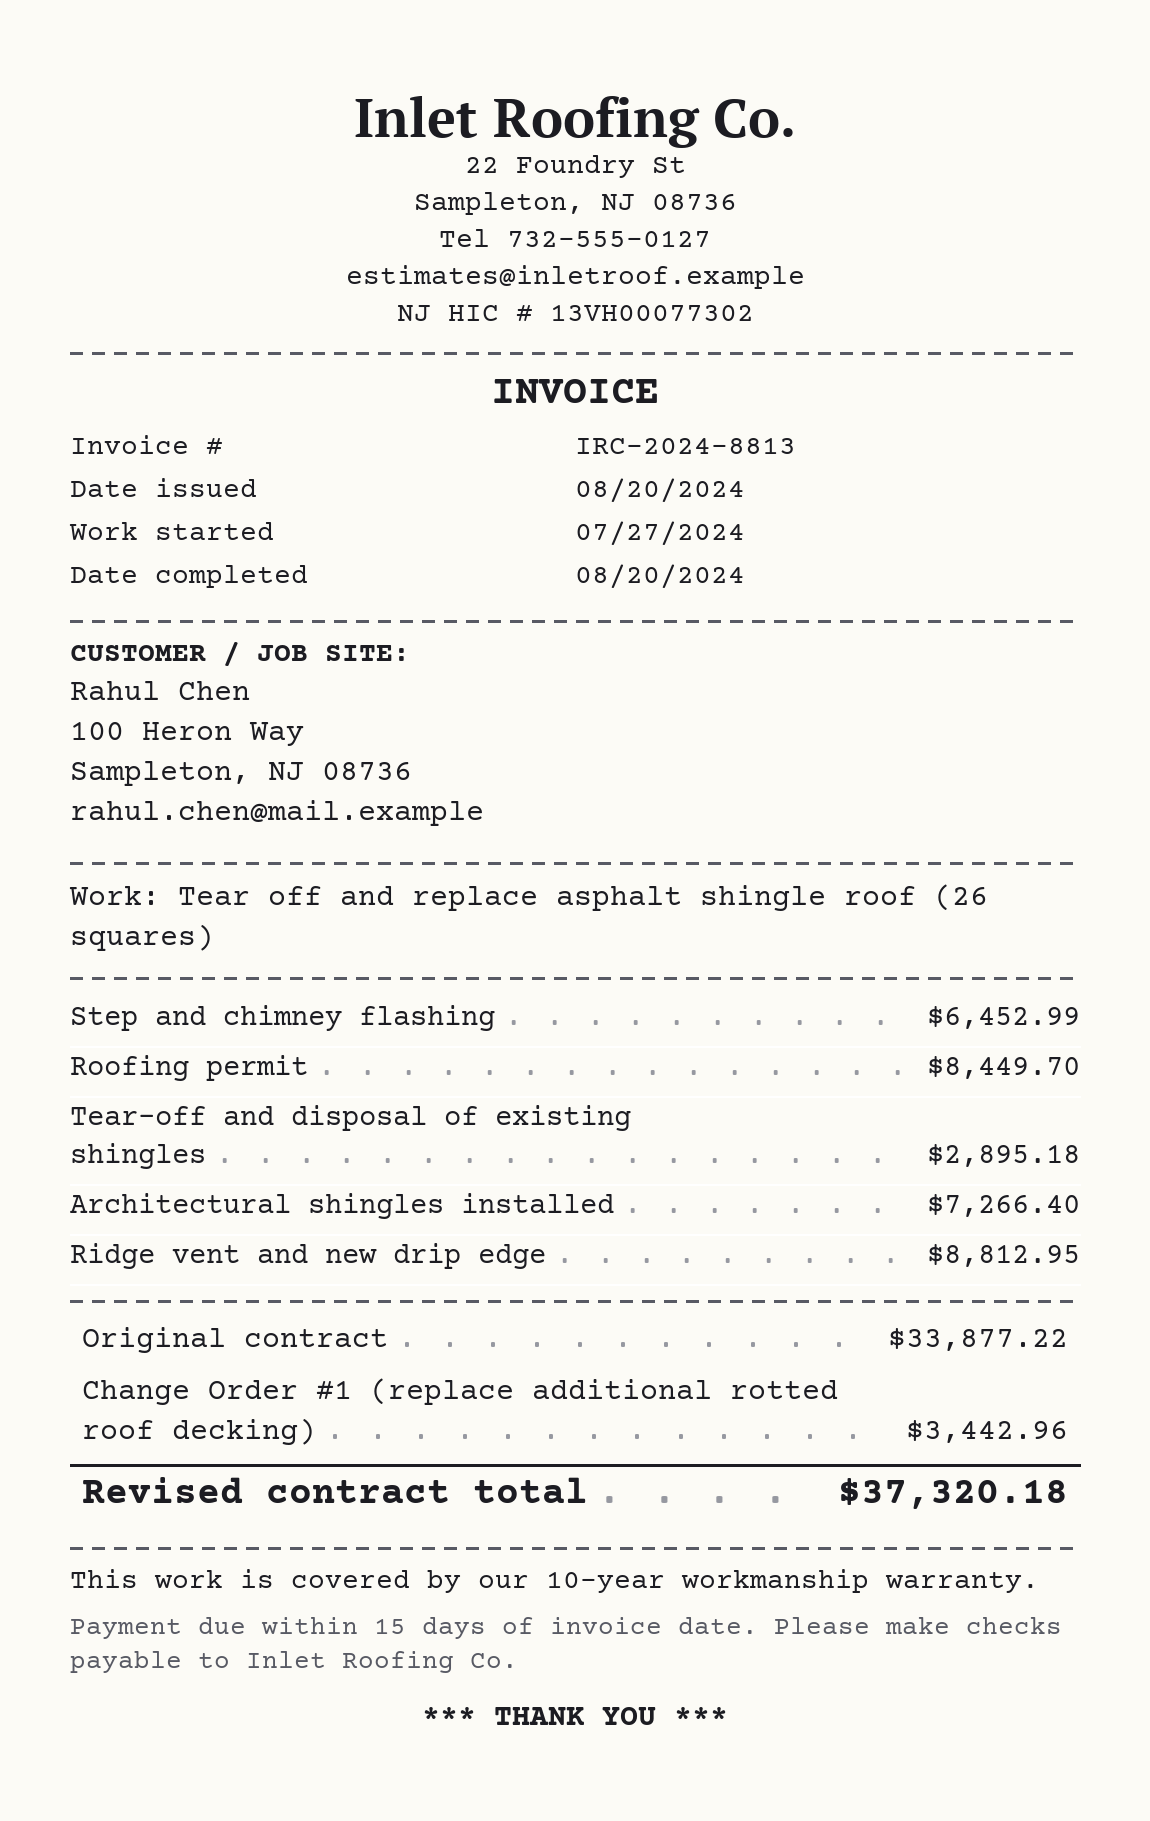 Inlet Roofing Co.
22 Foundry St
Sampleton, NJ 08736
Tel 732-555-0127
estimates@inletroof.example
NJ HIC # 13VH00077302
INVOICE
Invoice # IRC-2024-8813
Date issued 08/20/2024
Work started 07/27/2024
Date completed 08/20/2024
CUSTOMER / JOB SITE:
Rahul Chen
100 Heron Way
Sampleton, NJ 08736
rahul.chen@mail.example
Work: Tear off and replace asphalt shingle roof (26
squares)
Step and chimney flashing . . . . . . . . . . $6,452.99
Roofing permit . . . . . . . . . . . . . . . $8,449.70
Tear-off and disposal of existing
shingles . . . . . . . . . . . . . . . . . $2,895.18
Architectural shingles installed . . . . . . . $7,266.40
Ridge vent and new drip edge . . . . . . . . . $8,812.95
Original contract . . . . . . . . . . . $33,877.22
Change Order #1 (replace additional rotted
roof decking) . . . . . . . . . . . . . $3,442.96
Revised contract total . . . . $37,320.18
This work is covered by our 10-year workmanship warranty.
Payment due within 15 days of invoice date. Please make checks
payable to Inlet Roofing Co.
*** THANK YOU ***